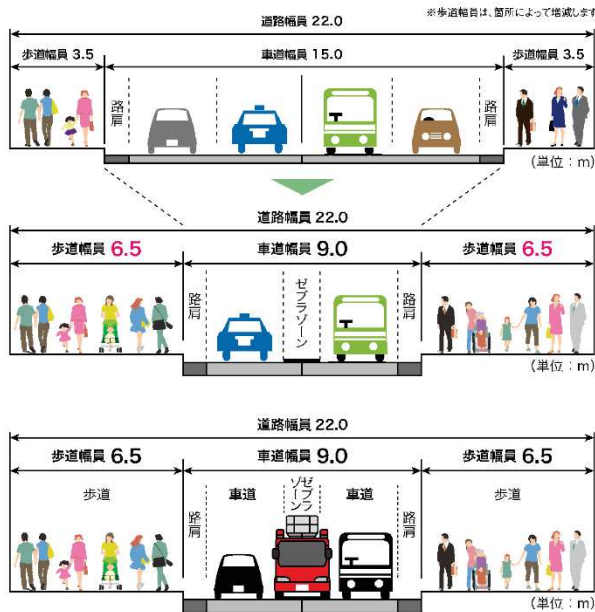 ※歩道幅員は、箇所によって増減します
道路幅員 22.0
歩道幅員 3.5
車道幅員 15.0
歩道幅員 3.5
路肩
路肩
(単位:m)
道路幅員 22.0
歩道幅員 6.5
車道幅員 9.0
歩道幅員 6.5
路肩
ゼブラゾーン
路肩
(単位:m)
道路幅員 22.0
歩道幅員 6.5
車道幅員 9.0
歩道幅員 6.5
歩道
路肩
車道
ゼブラ
ゾーン
車道
路肩
歩道
(単位:m)